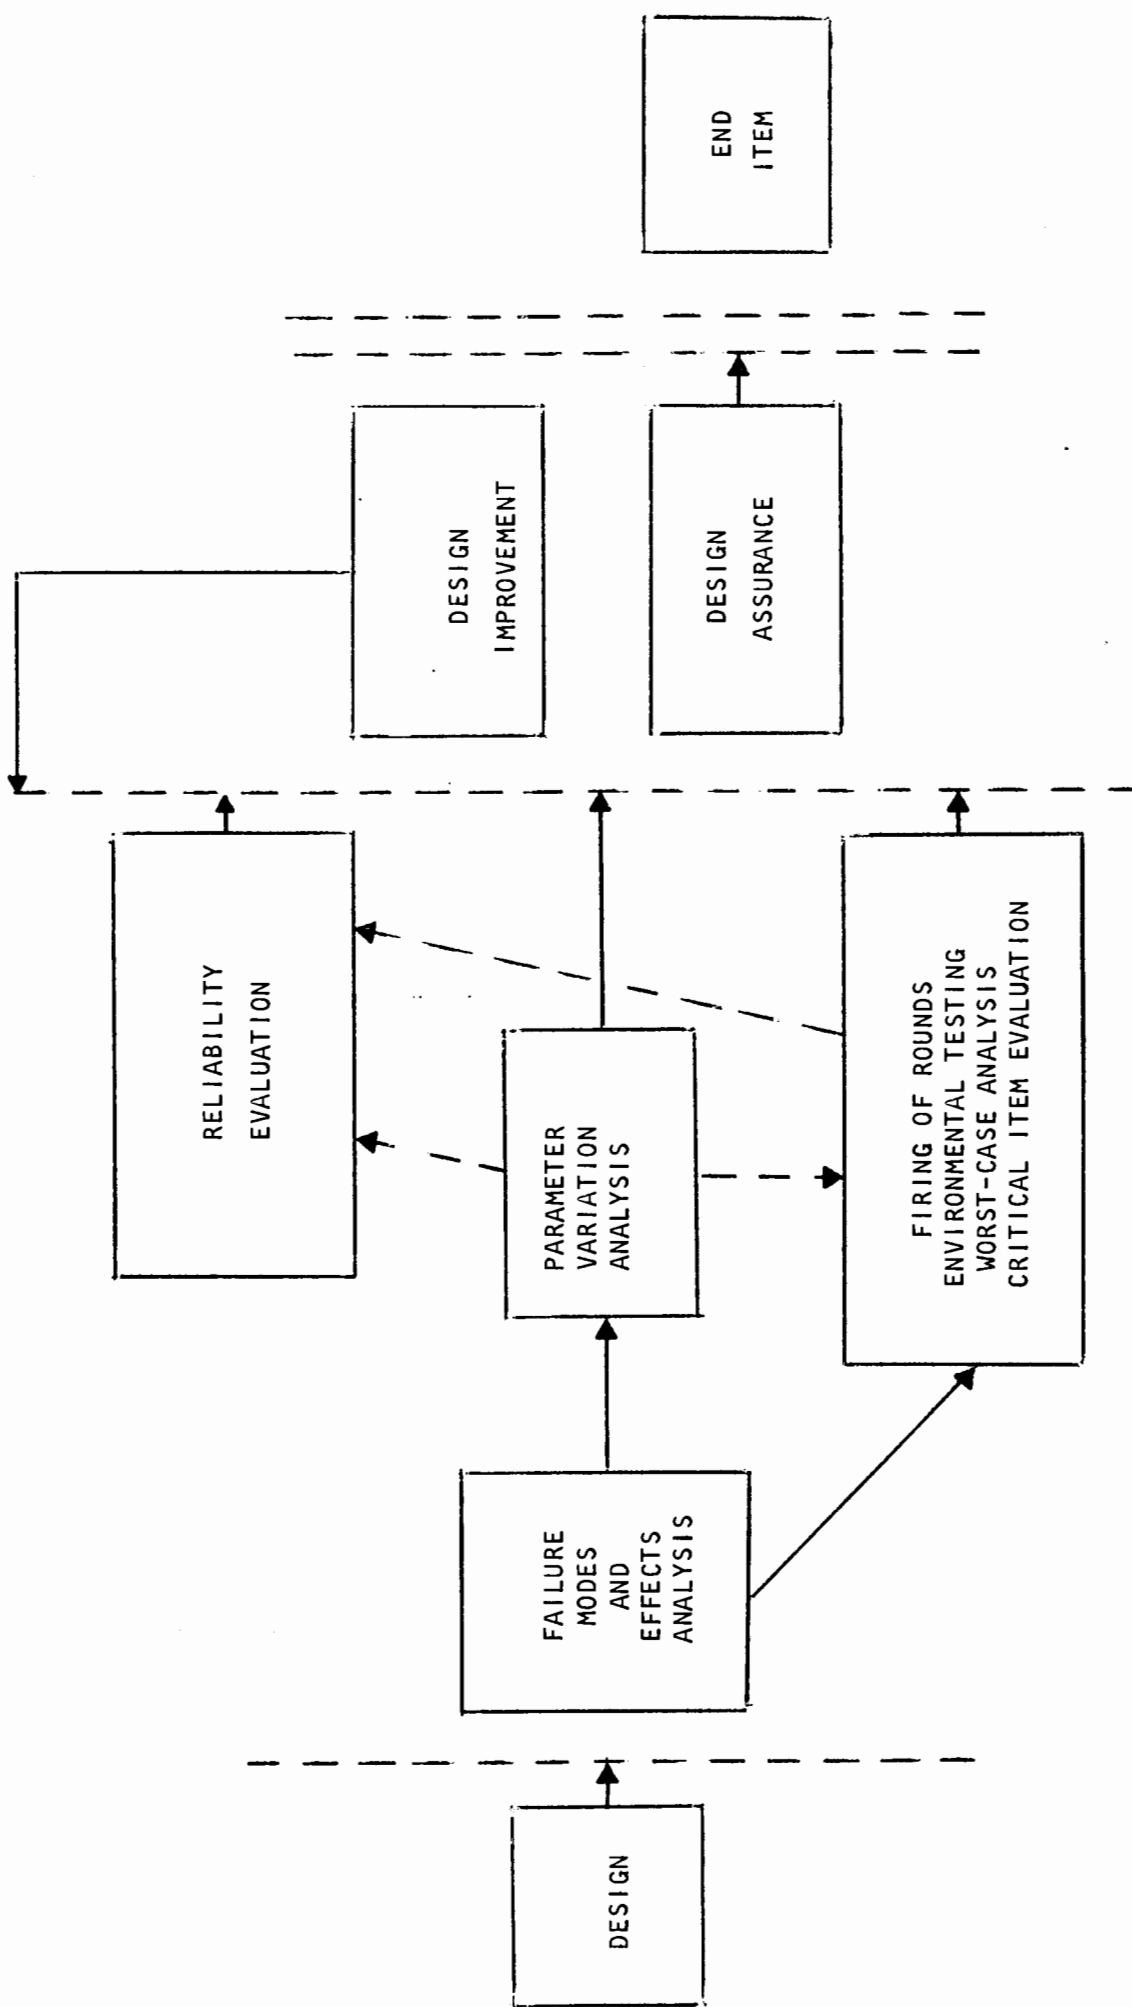 DESIGN
FAILURE
MODES
AND
EFFECTS
ANALYSIS
RELIABILITY
EVALUATION
PARAMETER
VARIATION
ANALYSIS
FIRING OF ROUNDS
ENVIRONMENTAL TESTING
WORST-CASE ANALYSIS
CRITICAL ITEM EVALUATION
DESIGN
IMPROVEMENT
DESIGN
ASSURANCE
END
ITEM